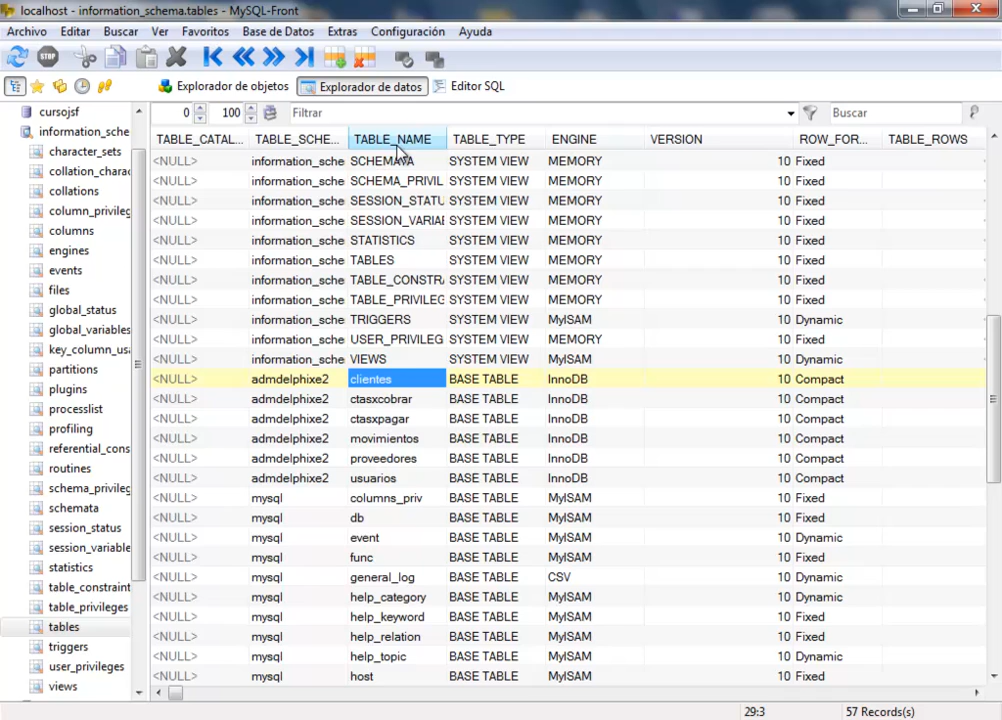 localhost - information_schema.tables - MySQL-Front
Archivo Editar Buscar Ver Favoritos Base de Datos Extras Configuración Ayuda
STOP
Explorador de objetos Explorador de datos Editor SQL
0 100 Filtrar Buscar
cursojsf
information_sche
character_sets
collation_charac
collations
column_privileg
columns
engines
events
files
global_status
global_variables
key_column_usa
partitions
plugins
processlist
profiling
referential_cons
routines
schema_privileg
schemata
session_status
session_variable
statistics
table_constraint
table_privileges
tables
triggers
user_privileges
views
TABLE_CATAL... TABLE_SCHE... TABLE_NAME TABLE_TYPE ENGINE VERSION ROW_FOR... TABLE_ROWS
<NULL> information_sche SCHEMATA SYSTEM VIEW MEMORY 10 Fixed
<NULL> information_sche SCHEMA_PRIVIL SYSTEM VIEW MEMORY 10 Fixed
<NULL> information_sche SESSION_STATU SYSTEM VIEW MEMORY 10 Fixed
<NULL> information_sche SESSION_VARIAB SYSTEM VIEW MEMORY 10 Fixed
<NULL> information_sche STATISTICS SYSTEM VIEW MEMORY 10 Fixed
<NULL> information_sche TABLES SYSTEM VIEW MEMORY 10 Fixed
<NULL> information_sche TABLE_CONSTRA SYSTEM VIEW MEMORY 10 Fixed
<NULL> information_sche TABLE_PRIVILEG SYSTEM VIEW MEMORY 10 Fixed
<NULL> information_sche TRIGGERS SYSTEM VIEW MyISAM 10 Dynamic
<NULL> information_sche USER_PRIVILEG SYSTEM VIEW MEMORY 10 Fixed
<NULL> information_sche VIEWS SYSTEM VIEW MyISAM 10 Dynamic
<NULL> admdelphixe2 clientes BASE TABLE InnoDB 10 Compact
<NULL> admdelphixe2 ctasxcobrar BASE TABLE InnoDB 10 Compact
<NULL> admdelphixe2 ctasxpagar BASE TABLE InnoDB 10 Compact
<NULL> admdelphixe2 movimientos BASE TABLE InnoDB 10 Compact
<NULL> admdelphixe2 proveedores BASE TABLE InnoDB 10 Compact
<NULL> admdelphixe2 usuarios BASE TABLE InnoDB 10 Compact
<NULL> mysql columns_priv BASE TABLE MyISAM 10 Fixed
<NULL> mysql db BASE TABLE MyISAM 10 Fixed
<NULL> mysql event BASE TABLE MyISAM 10 Dynamic
<NULL> mysql func BASE TABLE MyISAM 10 Fixed
<NULL> mysql general_log BASE TABLE CSV 10 Dynamic
<NULL> mysql help_category BASE TABLE MyISAM 10 Dynamic
<NULL> mysql help_keyword BASE TABLE MyISAM 10 Fixed
<NULL> mysql help_relation BASE TABLE MyISAM 10 Fixed
<NULL> mysql help_topic BASE TABLE MyISAM 10 Dynamic
<NULL> mysql host BASE TABLE MyISAM 10 Fixed
29:3 57 Records(s)